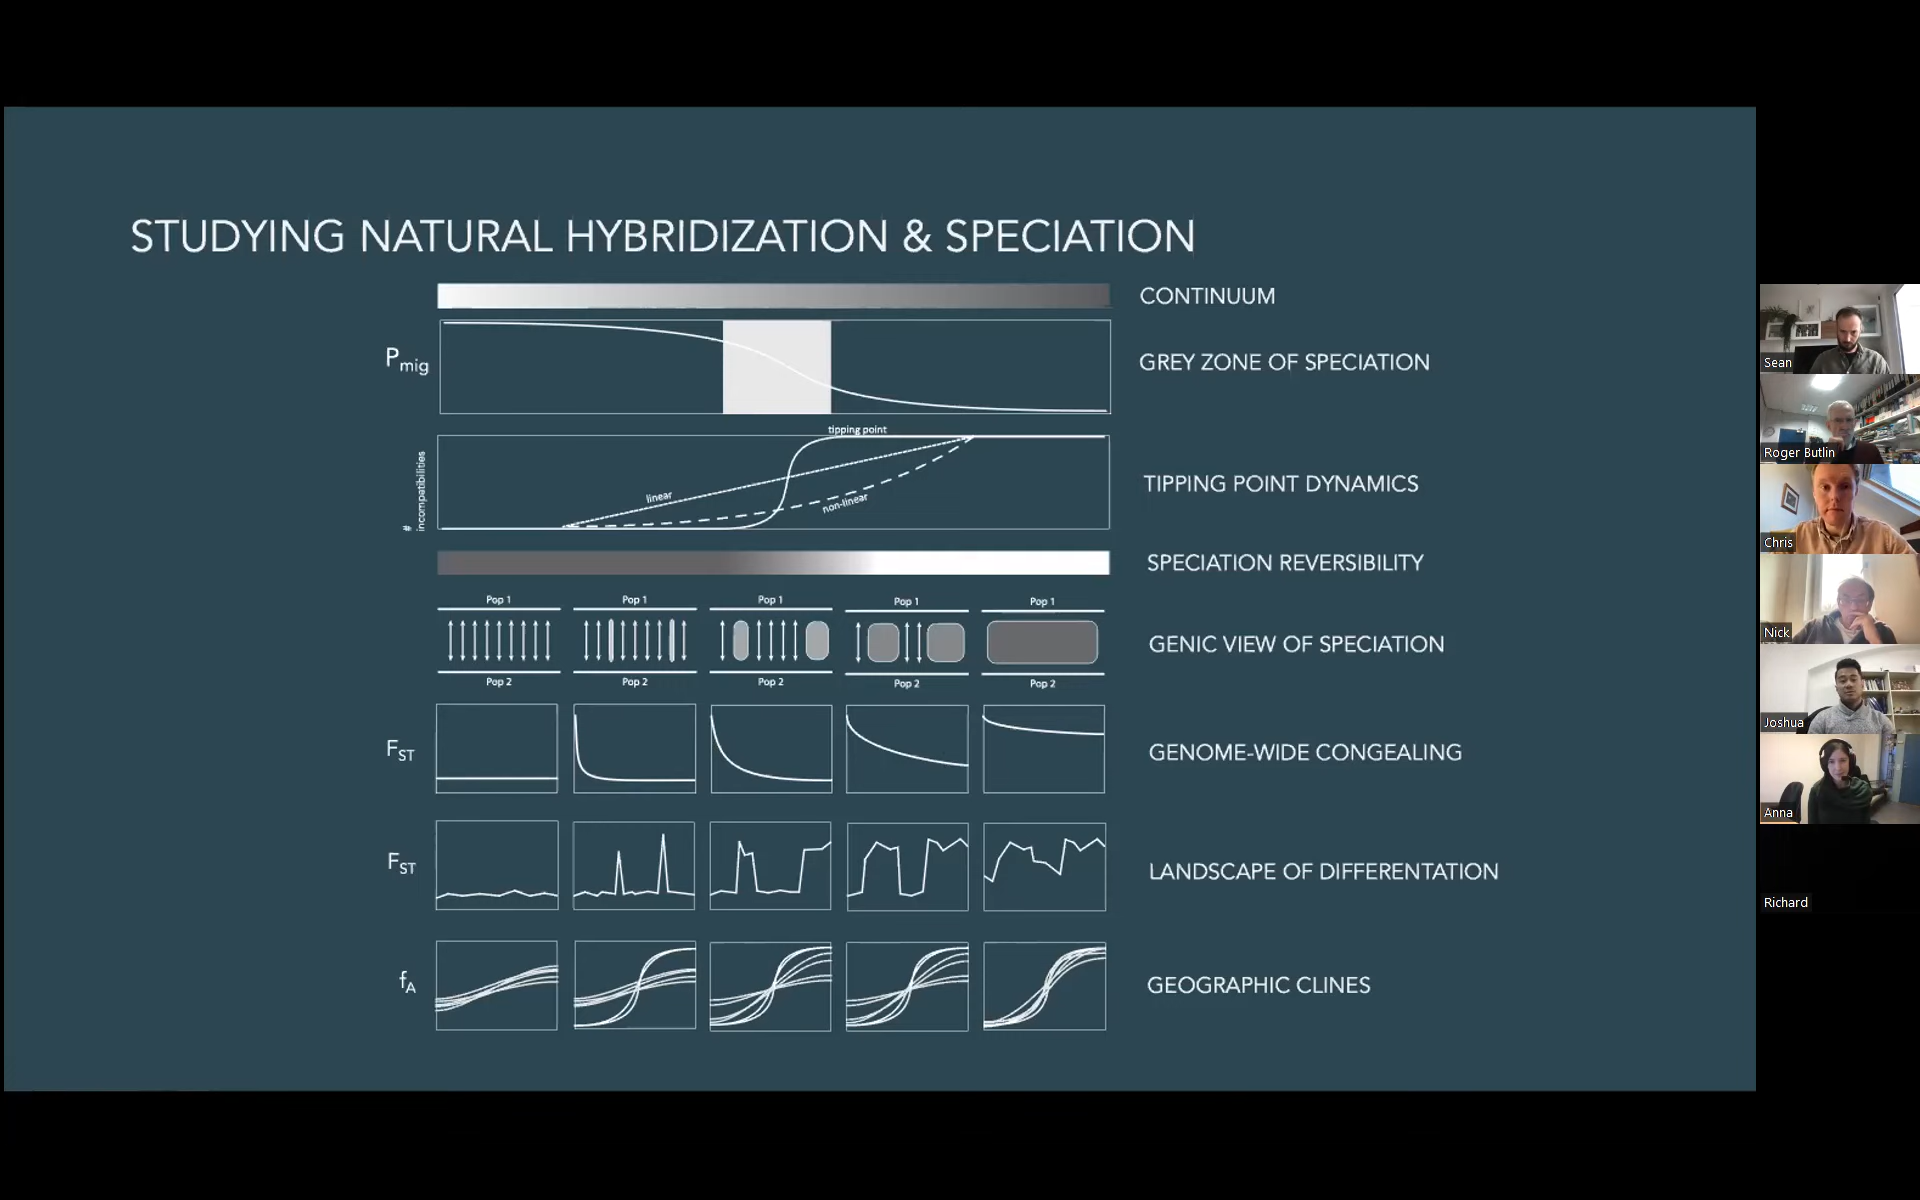 STUDYING NATURAL HYBRIDIZATION & SPECIATION
CONTINUUM
Pmig
GREY ZONE OF SPECIATION
# incompatibilities
tipping point
linear
non-linear
TIPPING POINT DYNAMICS
SPECIATION REVERSIBILITY
Pop 1 Pop 1 Pop 1 Pop 1 Pop 1
GENIC VIEW OF SPECIATION
Pop 2 Pop 2 Pop 2 Pop 2 Pop 2
FST
GENOME-WIDE CONGEALING
FST
LANDSCAPE OF DIFFERENTATION
fA
GEOGRAPHIC CLINES
Sean
Roger Butlin
Chris
Nick
Joshua
Anna
Richard